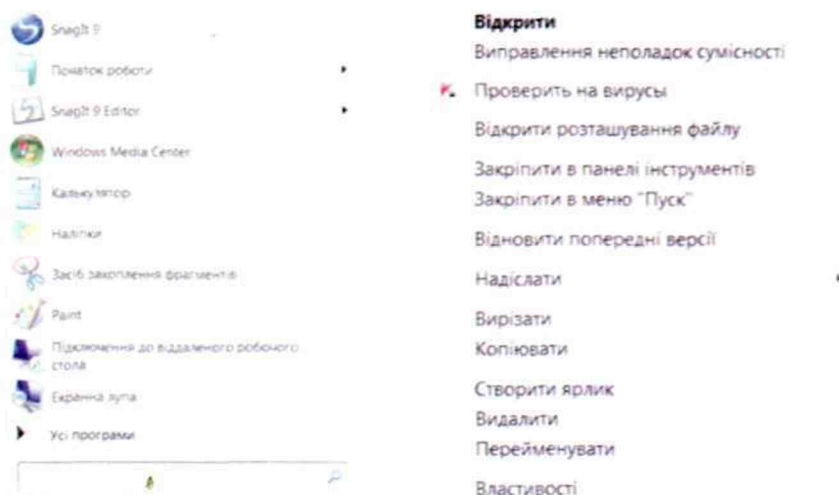 SnagIt 9
Початок роботи
SnagIt 9 Editor
Windows Media Center
Калькулятор
Наліпки
Засіб захоплення фрагментів
Paint
Підключення до віддаленого робочого
стола
Екранна лупа
Усі програми
Відкрити
Виправлення неполадок сумісності
Проверить на вирусы
Відкрити розташування файлу
Закріпити в панелі інструментів
Закріпити в меню "Пуск"
Відновити попередні версії
Надіслати
Вирізати
Копіювати
Створити ярлик
Видалити
Перейменувати
Властивості